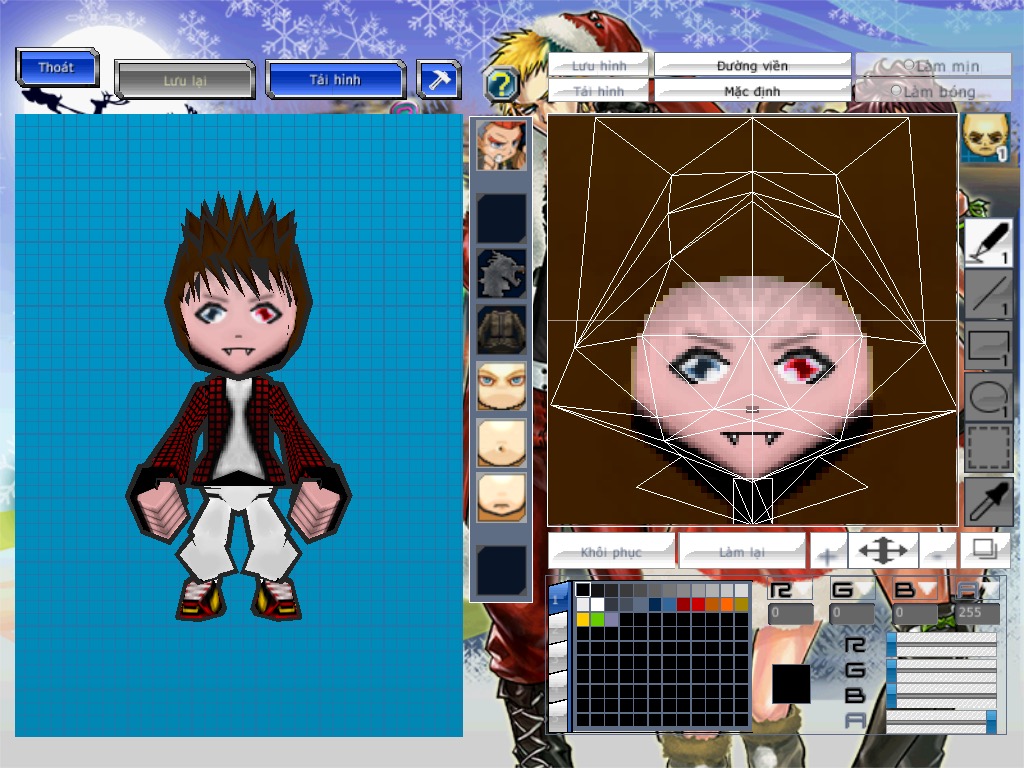 Thoát
Lưu lại
Tải hình
?
Lưu hình
Đường viền
Làm mịn
Tải hình
Mặc định
Làm bóng
1
1
1
1
1
Khôi phục
Làm lại
+
-
1
R
G
B
A
0
0
0
255
R
G
B
A